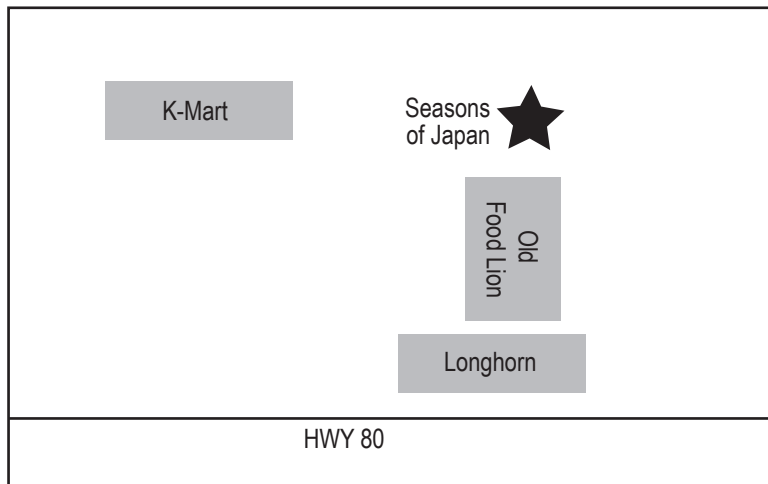 K-Mart
Seasons
of Japan
Old
Food Lion
Longhorn
HWY 80